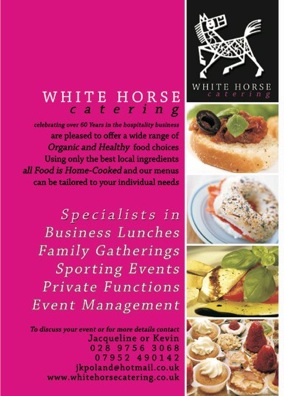 WHITE HORSE
catering
WHITE HORSE
catering
celebrating over 60 Years in the hospitality business
are pleased to offer a wide range of
Organic and Healthy food choices
Using only the best local ingredients
all Food is Home-Cooked and our menus
can be tailored to your individual needs
Specialists in
Business Lunches
Family Gatherings
Sporting Events
Private Functions
Event Management
To discuss your event or for more details contact
Jacqueline or Kevin
028 9756 3068
07952 490142
jkpoland@hotmail.co.uk
www.whitehorsecatering.co.uk